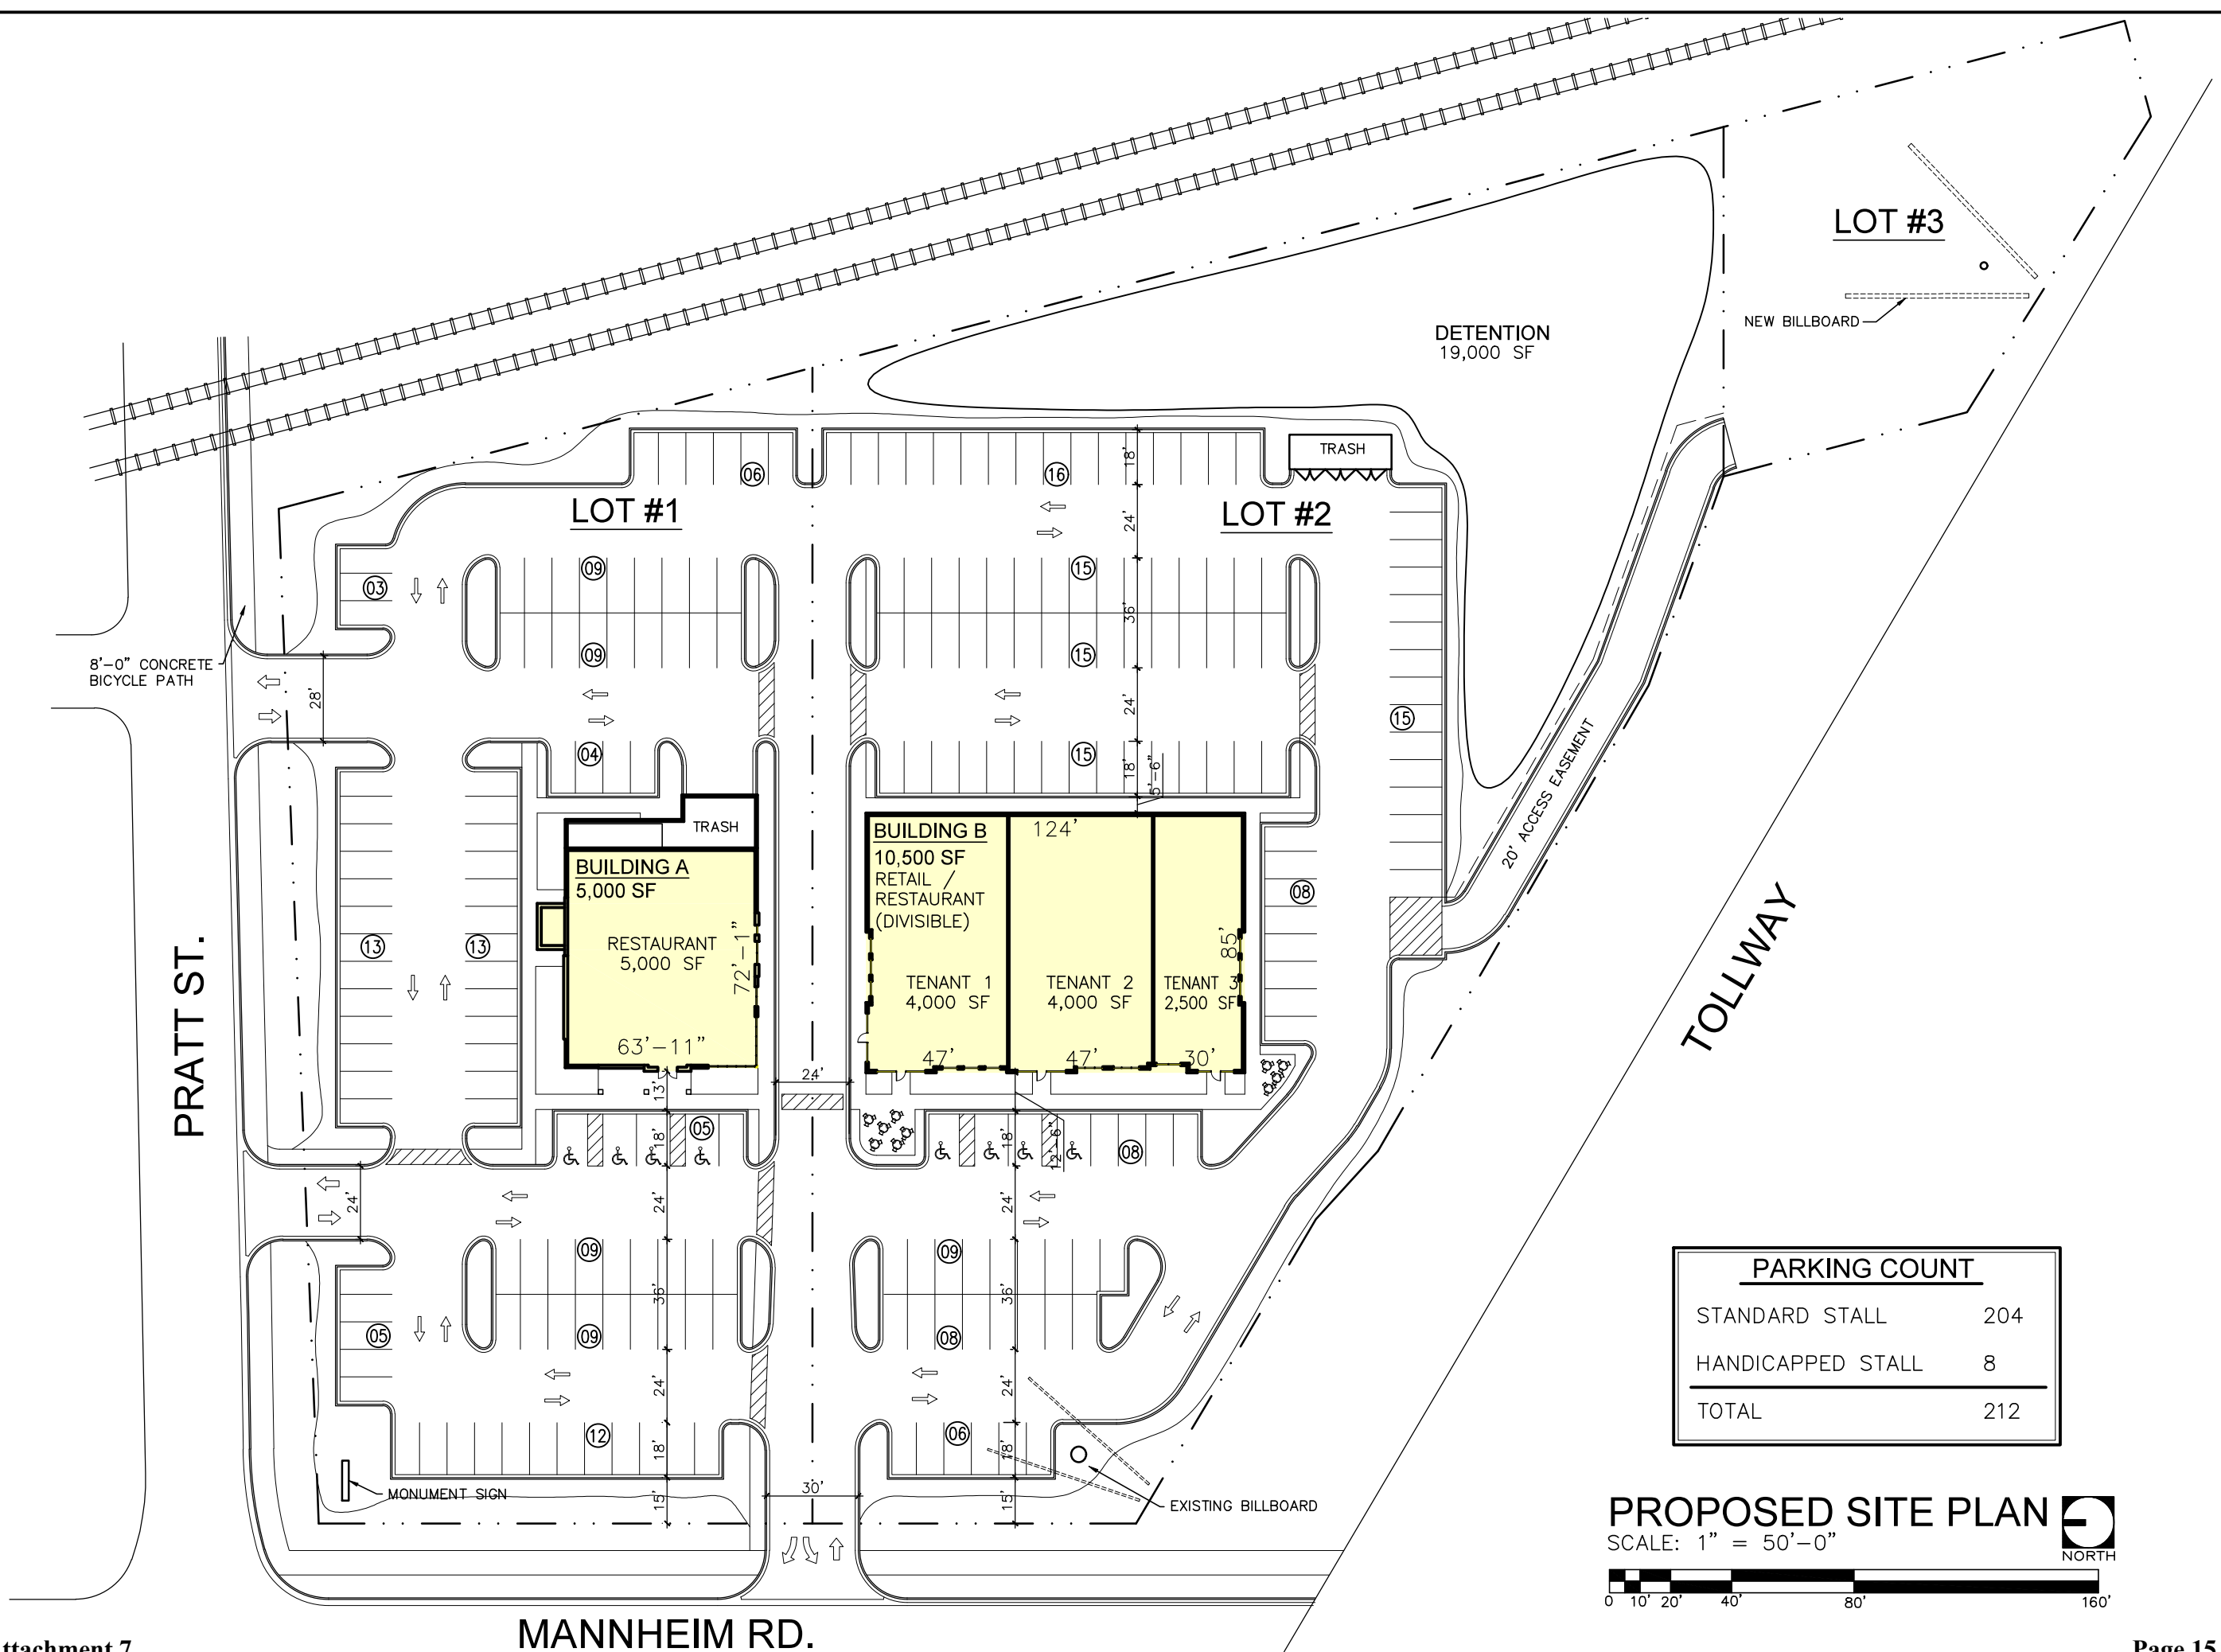 LOT #3
NEW BILLBOARD
DETENTION
19,000 SF
TRASH
06
16
18'
LOT #1
LOT #2
24'
03
09
15
36'
09
15
8'-0" CONCRETE
BICYCLE PATH
28'
24'
15
04
15
18'
5'-6"
20' ACCESS EASEMENT
TRASH
BUILDING A
5,000 SF
RESTAURANT
5,000 SF
72'-1"
63'-11"
BUILDING B
10,500 SF
RETAIL /
RESTAURANT
(DIVISIBLE)
124'
85'
TENANT 1
4,000 SF
TENANT 2
4,000 SF
TENANT 3
2,500 SF
47'
47'
30'
08
13
13
PRATT ST.
TOLLWAY
24'
13'
05
18'
18'
12'-6"
08
24'
24'
24'
09
09
36'
36'
05
09
08
24'
24'
12
06
18'
18'
MONUMENT SIGN
15'
30'
15'
EXISTING BILLBOARD
PARKING COUNT
STANDARD STALL 204
HANDICAPPED STALL 8
TOTAL 212
PROPOSED SITE PLAN
SCALE: 1" = 50'-0"
NORTH
0 10' 20' 40' 80' 160'
MANNHEIM RD.
ttachment 7
Page 15